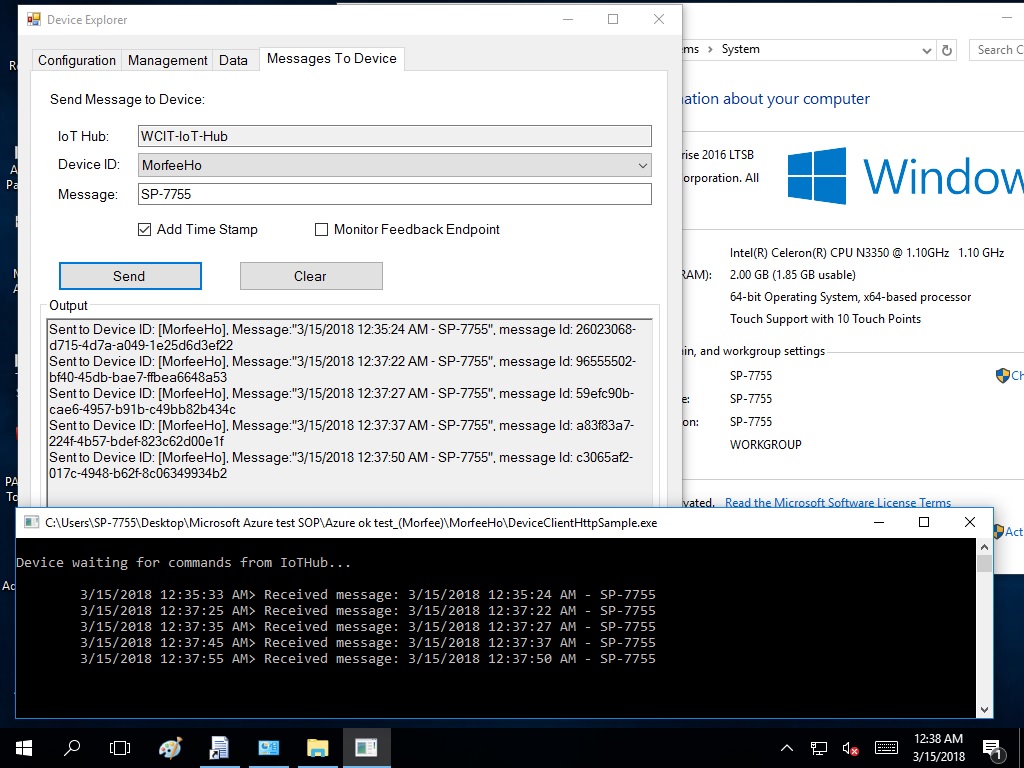 Device Explorer
Configuration Management Data Messages To Device
Send Message to Device:
IoT Hub: WCIT-IoT-Hub
Device ID: MorfeeHo
Message: SP-7755
Add Time Stamp Monitor Feedback Endpoint
Send Clear
Output
Sent to Device ID: [MorfeeHo], Message:"3/15/2018 12:35:24 AM - SP-7755", message Id: 26023068-
d715-4d7a-a049-1e25d6d3ef22
Sent to Device ID: [MorfeeHo], Message:"3/15/2018 12:37:22 AM - SP-7755", message Id: 96555502-
bf40-45db-bae7-ffbea6648a53
Sent to Device ID: [MorfeeHo], Message:"3/15/2018 12:37:27 AM - SP-7755", message Id: 59efc90b-
cae6-4957-b91b-c49bb82b434c
Sent to Device ID: [MorfeeHo], Message:"3/15/2018 12:37:37 AM - SP-7755", message Id: a83f83a7-
224f-4b57-bdef-823c62d00e1f
Sent to Device ID: [MorfeeHo], Message:"3/15/2018 12:37:50 AM - SP-7755", message Id: c3065af2-
017c-4948-b62f-8c06349934b2
ms > System Search C
ation about your computer
rise 2016 LTSB
orporation. All
Window
Intel(R) Celeron(R) CPU N3350 @ 1.10GHz 1.10 GHz
RAM): 2.00 GB (1.85 GB usable)
64-bit Operating System, x64-based processor
Touch Support with 10 Touch Points
in, and workgroup settings
SP-7755 Ch
e: SP-7755
on: SP-7755
WORKGROUP
vated. Read the Microsoft Software License Terms
Act
C:\Users\SP-7755\Desktop\Microsoft Azure test SOP\Azure ok test_(Morfee)\MorfeeHo\DeviceClientHttpSample.exe
Device waiting for commands from IoTHub...
3/15/2018 12:35:33 AM> Received message: 3/15/2018 12:35:24 AM - SP-7755
3/15/2018 12:37:25 AM> Received message: 3/15/2018 12:37:22 AM - SP-7755
3/15/2018 12:37:35 AM> Received message: 3/15/2018 12:37:27 AM - SP-7755
3/15/2018 12:37:45 AM> Received message: 3/15/2018 12:37:37 AM - SP-7755
3/15/2018 12:37:55 AM> Received message: 3/15/2018 12:37:50 AM - SP-7755
12:38 AM
3/15/2018
1